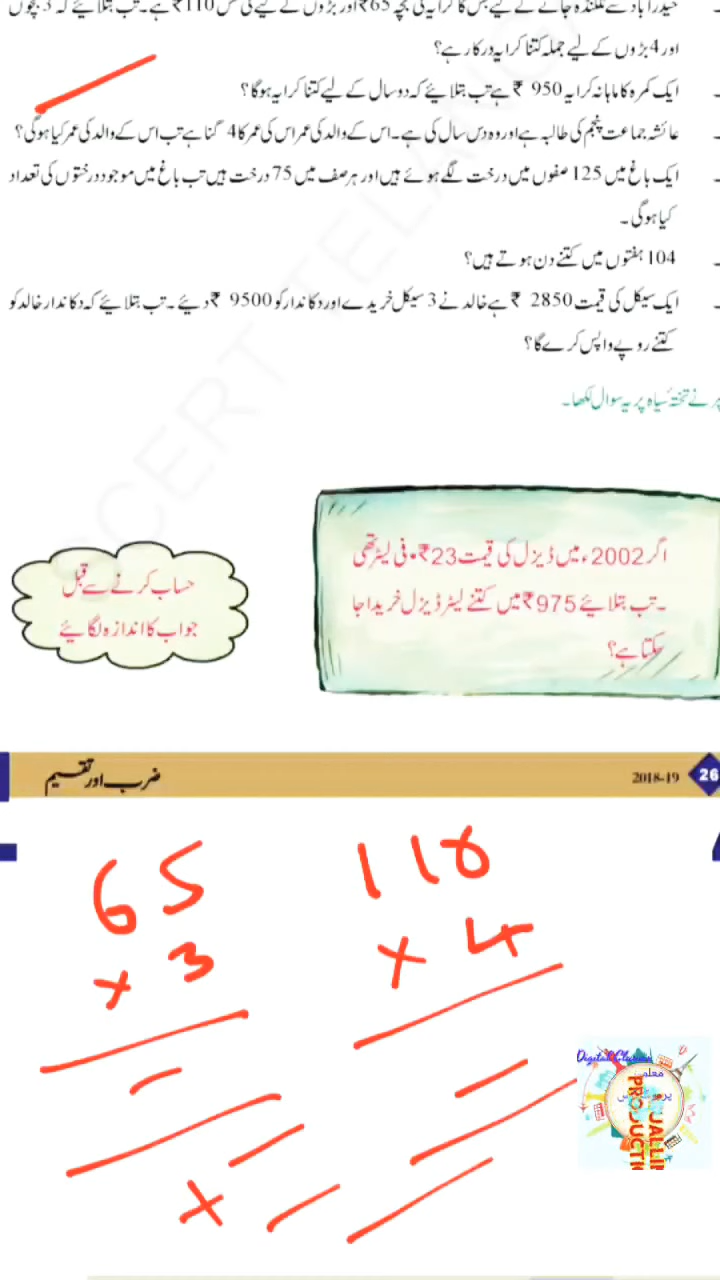 حیدرآباد سے نلگنڈہ جانے کے لیے بس کا کرایہ فی بچہ 65₹ اور بڑوں کے لیے فی کس 110₹ ہے۔ تب بتلائیے کہ 3 بچوں
اور 4 بڑوں کے لیے جملہ کتنا کرایہ درکار ہے؟
ایک کمرہ کا ماہانہ کرایہ 950 ₹ ہے تب بتلائیے کہ دو سال کے لیے کتنا کرایہ ہوگا؟
عائشہ جماعت پنجم کی طالبہ ہے اور وہ دس سال کی ہے۔ اس کے والد کی عمر اس کی عمر کا 4 گنا ہے تب اس کے والد کی عمر کیا ہوگی؟
ایک باغ میں 125 صفوں میں درخت لگے ہوئے ہیں اور ہر صف میں 75 درخت ہیں تب باغ میں موجود درختوں کی تعداد
کیا ہوگی ۔
104 ہفتوں میں کتنے دن ہوتے ہیں؟
ایک سیکل کی قیمت 2850 ₹ ہے خالد نے 3 سیکل خریدے اور دکاندار کو 9500 ₹ دیئے ۔ تب بتلائیے کہ دکاندار خالد کو
کتنے روپے واپس کرے گا؟
نے تختۂ سیاہ پر یہ سوال لکھا۔
اگر 2002ء میں ڈیزل کی قیمت 23₹ فی لیٹر تھی
۔ تب بتلائیے 975₹ میں کتنے لیٹر ڈیزل خریدا جا
سکتا ہے؟
حساب کرنے سے قبل
جواب کا اندازہ لگائیے
SCERT TELANG
26
2018-19
ضرب اور تقسیم
65
× 3
110
× 4
×
Digital Classes
معلمی